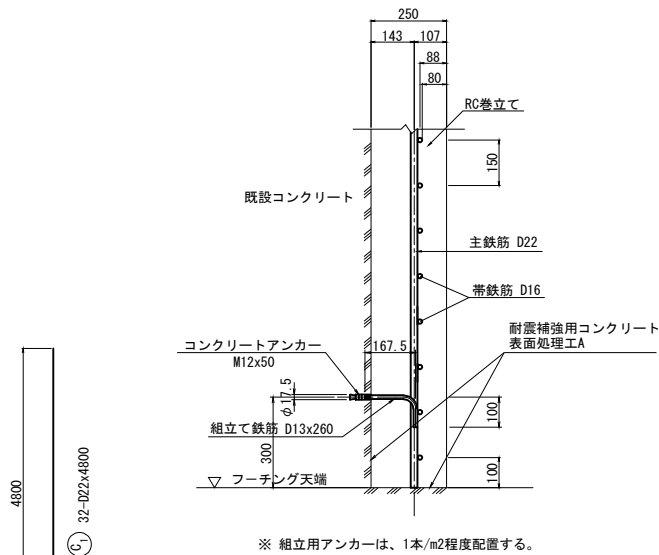 250
143
107
88
80
RC巻立て
150
既設コンクリート
主鉄筋 D22
帯鉄筋 D16
耐震補強用コンクリート
表面処理工A
コンクリートアンカー
M12x50
167.5
φ17.5
組立て鉄筋 D13x260
300
100
100
▽ フーチング天端
4800
C1 32-D22x4800
※ 組立用アンカーは、1本/m2程度配置する。